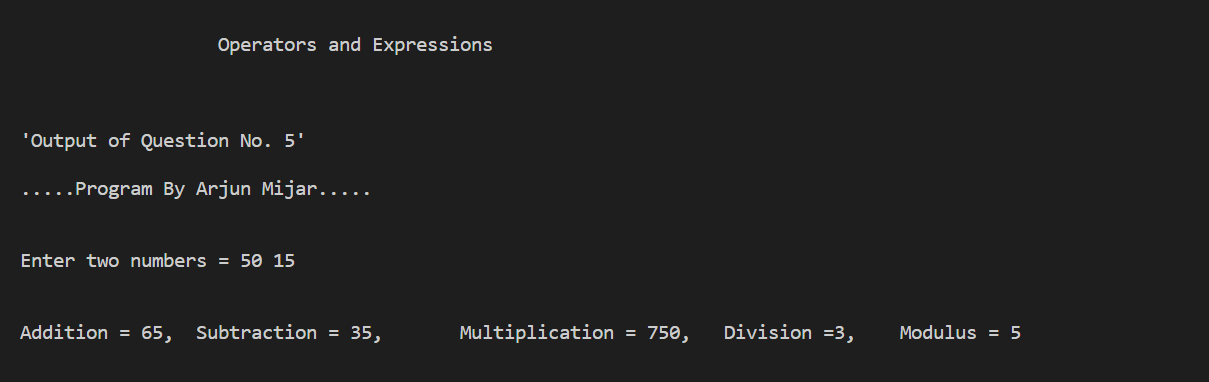 Operators and Expressions
'Output of Question No. 5'
.....Program By Arjun Mijar.....
Enter two numbers = 50 15
Addition = 65,  Subtraction = 35,       Multiplication = 750,   Division =3,    Modulus = 5